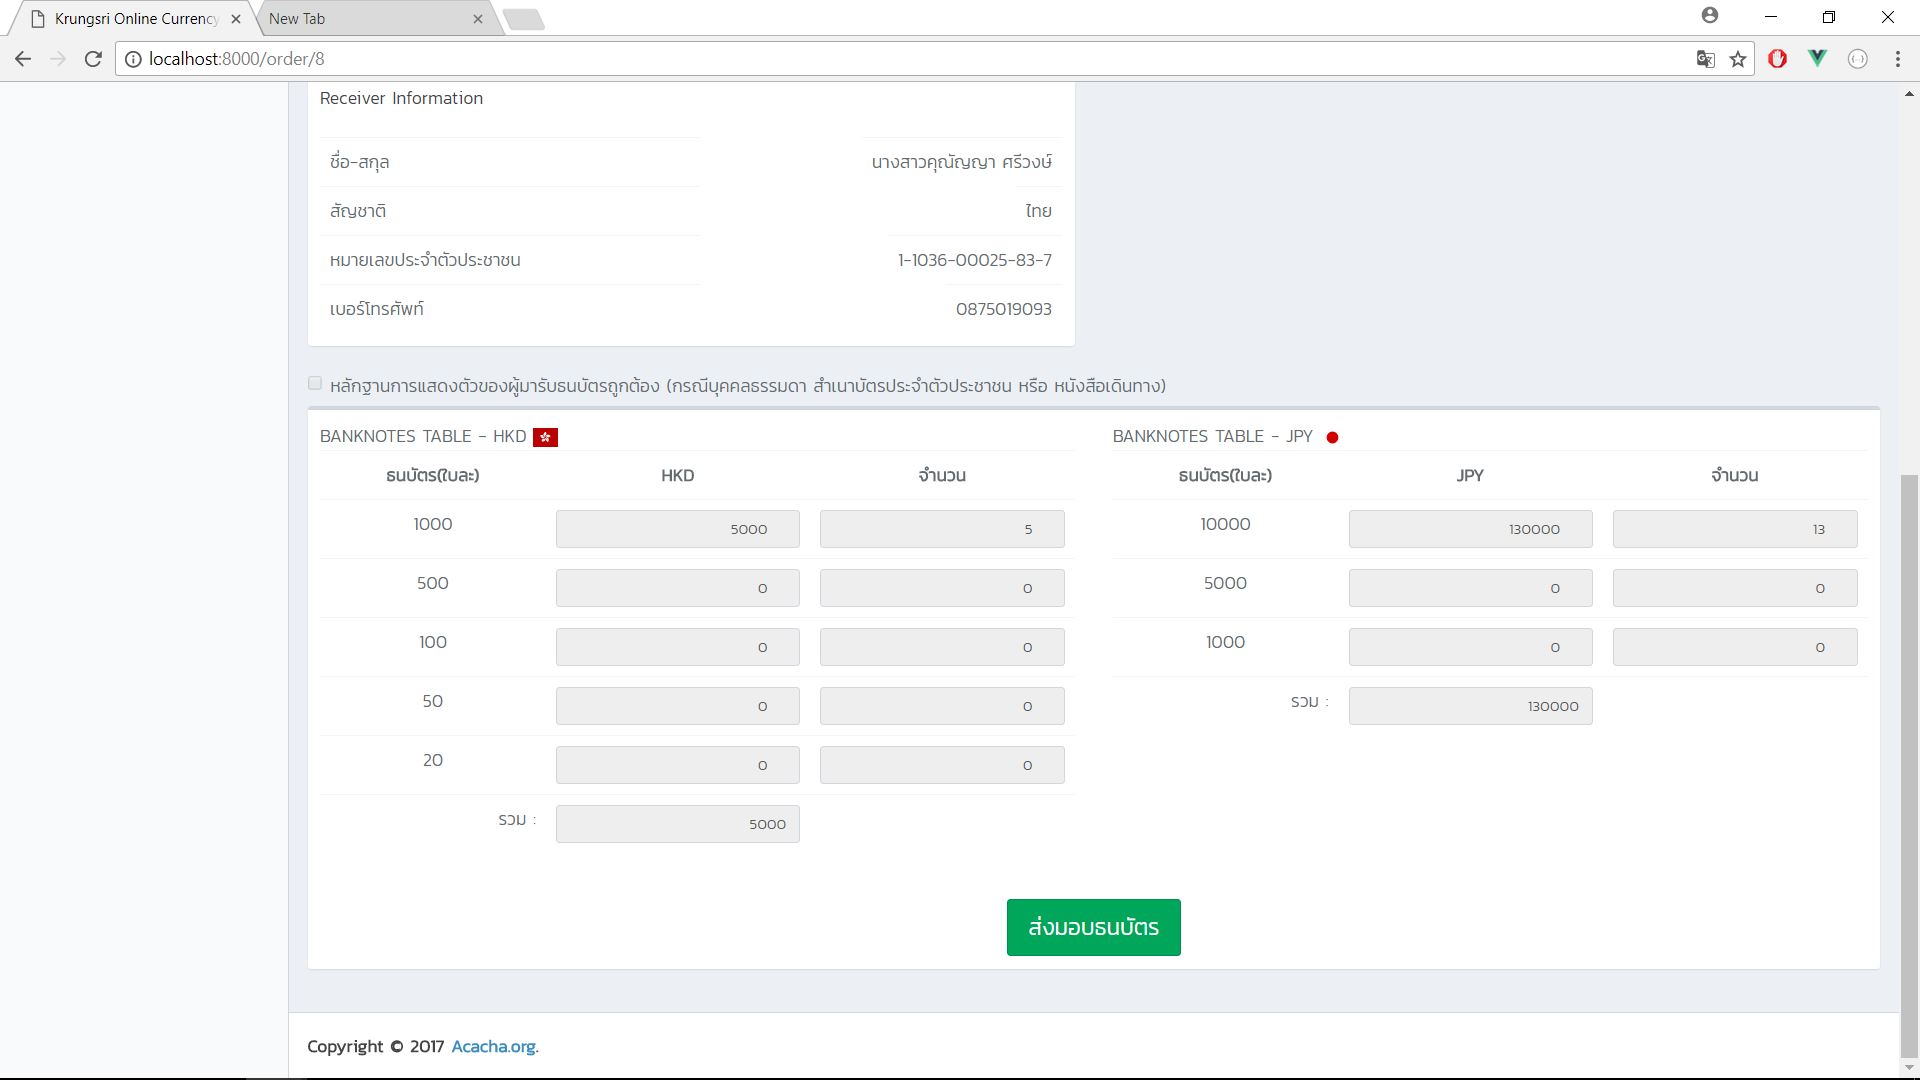 Krungsri Online Currency
New Tab
localhost:8000/order/8
Receiver Information
ชื่อ-สกุล นางสาวคุณัญญา ศรีวงษ์
สัญชาติ ไทย
หมายเลขประจำตัวประชาชน 1-1036-00025-83-7
เบอร์โทรศัพท์ 0875019093
หลักฐานการแสดงตัวของผู้มารับธนบัตรถูกต้อง (กรณีบุคคลธรรมดา สำเนาบัตรประจำตัวประชาชน หรือ หนังสือเดินทาง)
BANKNOTES TABLE - HKD
ธนบัตร(ใบละ) HKD จำนวน
1000 5000 5
500 0 0
100 0 0
50 0 0
20 0 0
รวม : 5000
BANKNOTES TABLE - JPY
ธนบัตร(ใบละ) JPY จำนวน
10000 130000 13
5000 0 0
1000 0 0
รวม : 130000
ส่งมอบธนบัตร
Copyright © 2017 Acacha.org.